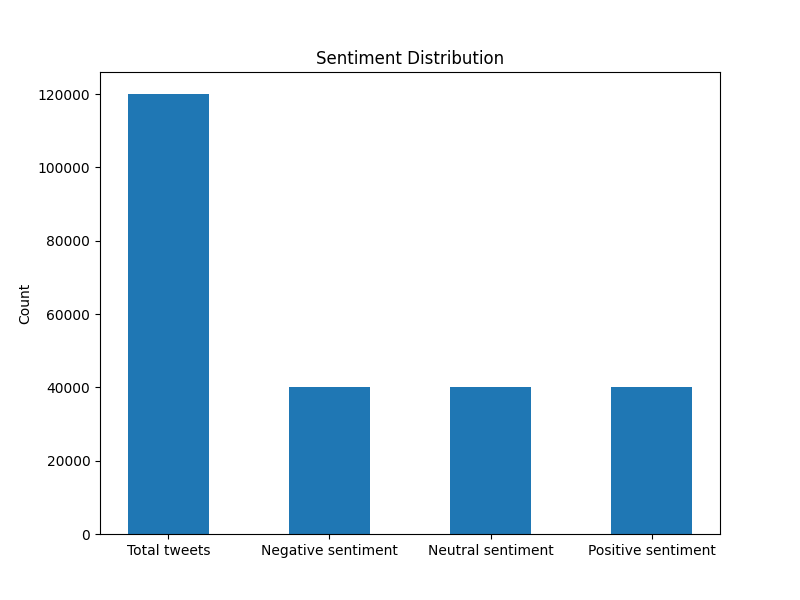 Sentiment Distribution
120000
100000
80000
60000
40000
20000
0
Count
Total tweets
Negative sentiment
Neutral sentiment
Positive sentiment